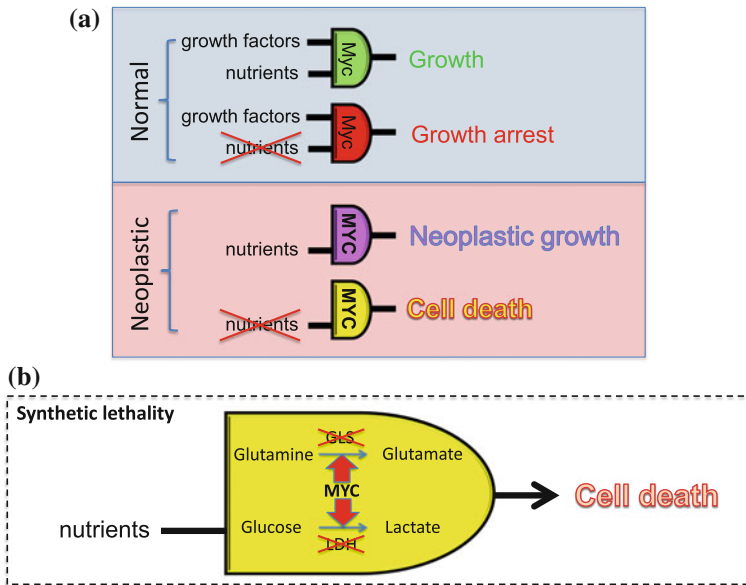 (a)
Normal
growth factors
nutrients
Myc
Growth
growth factors
nutrients
Myc
Growth arrest
Neoplastic
nutrients
MYC
Neoplastic growth
nutrients
MYC
Cell death
(b)
Synthetic lethality
nutrients
GLS
Glutamine
Glutamate
MYC
Glucose
Lactate
LDH
Cell death